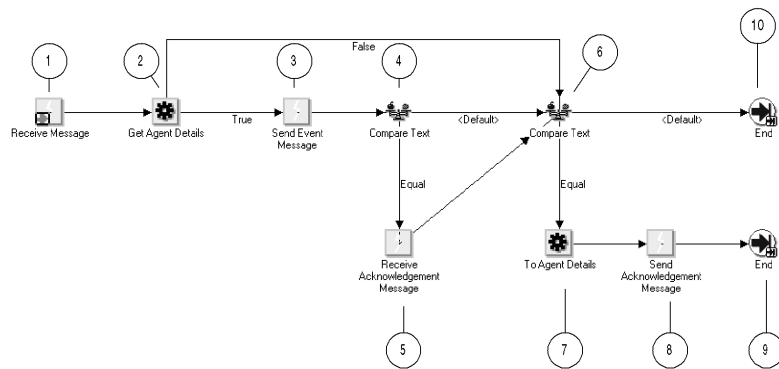 10
1
2
3
4
6
False
Receive Message
Get Agent Details
True
Send Event
Message
Compare Text
<Default>
Compare Text
<Default>
End
Equal
Equal
Receive
Acknowledgement
Message
To Agent Details
Send
Acknowledgement
Message
End
5
7
8
9